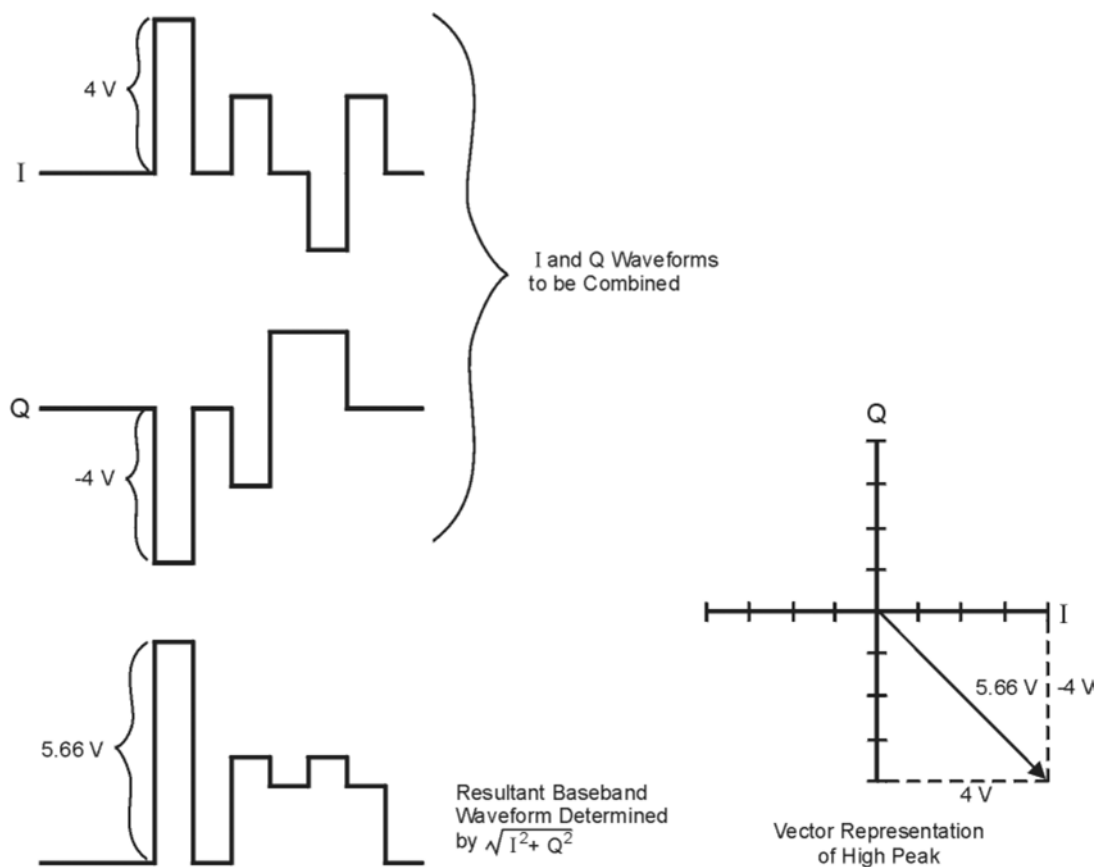 4 V
I
I and Q Waveforms
to be Combined
Q
-4 V
5.66 V
Resultant Baseband
Waveform Determined
by √I²+ Q²
Q
I
5.66 V
-4 V
4 V
Vector Representation
of High Peak